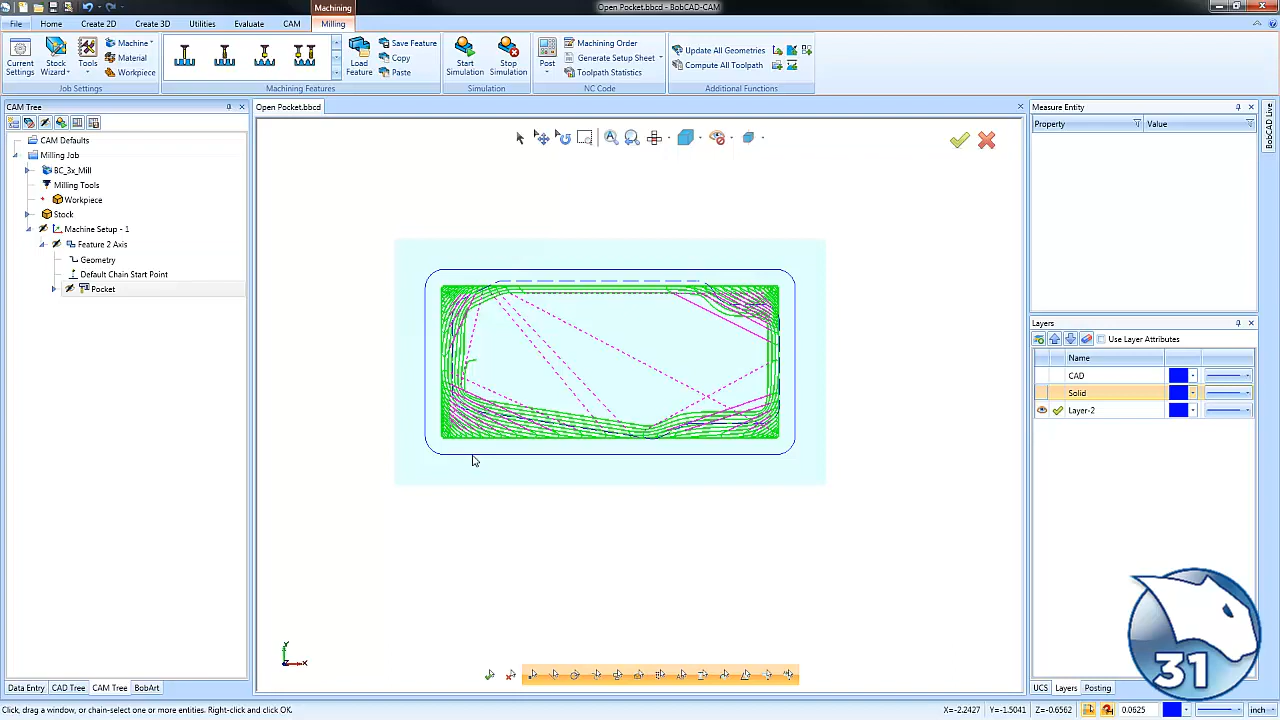 Machining
Open Pocket.bbcd - BobCAD-CAM
File Home Create 2D Create 3D Utilities Evaluate CAM Milling
Current Settings
Stock Wizard
Tools
Machine
Material
Workpiece
Job Settings
Load Feature
Save Feature
Copy
Paste
Machining Features
Start Simulation
Stop Simulation
Simulation
Post
Machining Order
Generate Setup Sheet
Toolpath Statistics
NC Code
Update All Geometries
Compute All Toolpath
Additional Functions
CAM Tree
Open Pocket.bbcd
Measure Entity
BobCAD Live
Property Value
CAM Defaults
Milling Job
BC_3x_Mill
Milling Tools
Workpiece
Stock
Machine Setup - 1
Feature 2 Axis
Geometry
Default Chain Start Point
Pocket
Layers
Use Layer Attributes
Name
CAD
Solid
Layer-2
Y
X
31
Data Entry CAD Tree CAM Tree BobArt
UCS Layers Posting
Click, drag a window, or chain-select one or more entities. Right-click and click OK.
X=-2.2427 Y=-1.5041 Z=-0.6562 0.0625 inch